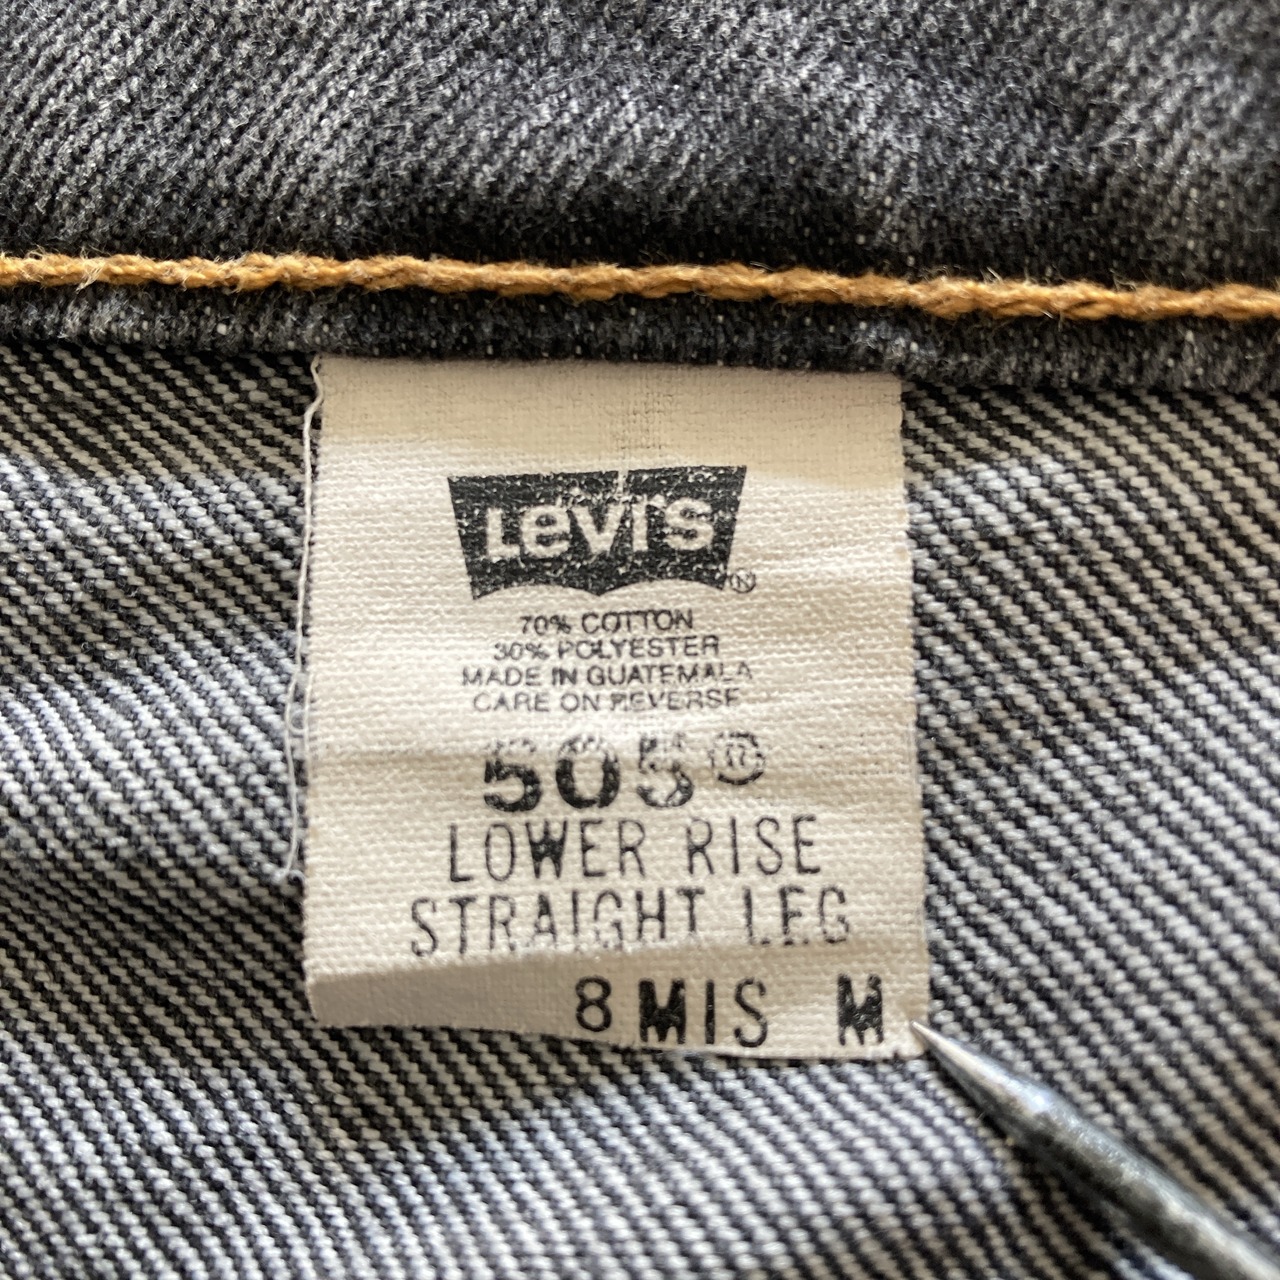 Levi's ®
70% COTTON
30% POLYESTER
MADE IN GUATEMALA
CARE ON REVERSE
505®
LOWER RISE
STRAIGHT LEG
8 MIS M